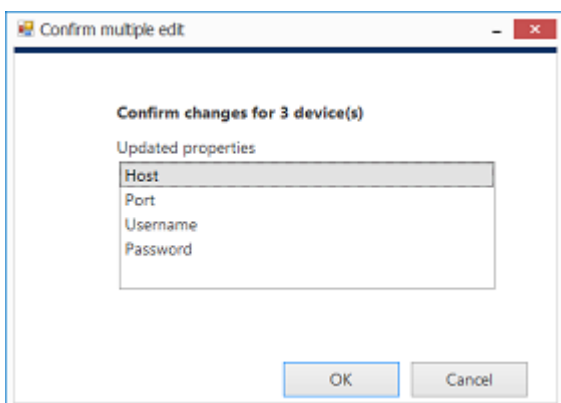 Confirm multiple edit
Confirm changes for 3 device(s)
Updated properties
Host
Port
Username
Password
OK
Cancel